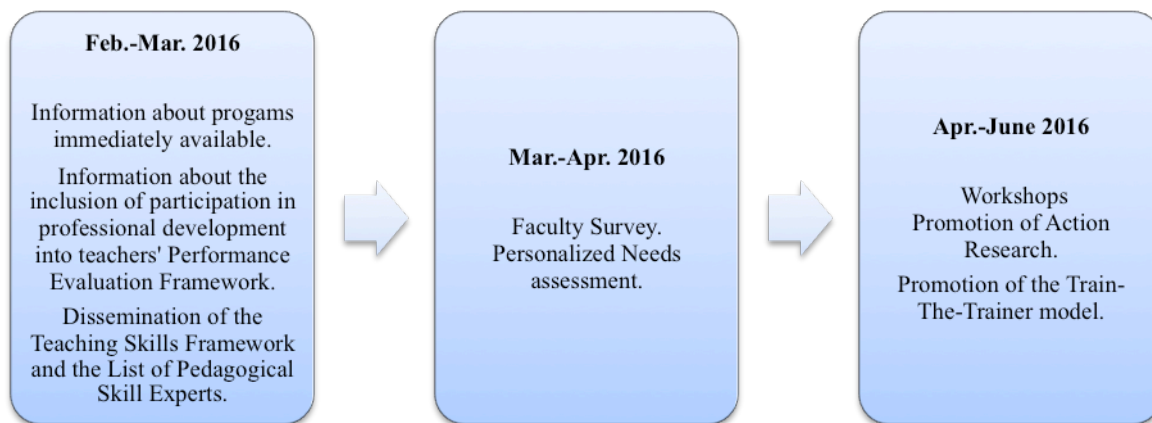 Feb.-Mar. 2016
Information about progams
immediately available.
Information about the
inclusion of participation in
professional development
into teachers' Performance
Evaluation Framework.
Dissemination of the
Teaching Skills Framework
and the List of Pedagogical
Skill Experts.
Mar.-Apr. 2016
Faculty Survey.
Personalized Needs
assessment.
Apr.-June 2016
Workshops
Promotion of Action
Research.
Promotion of the Train-
The-Trainer model.